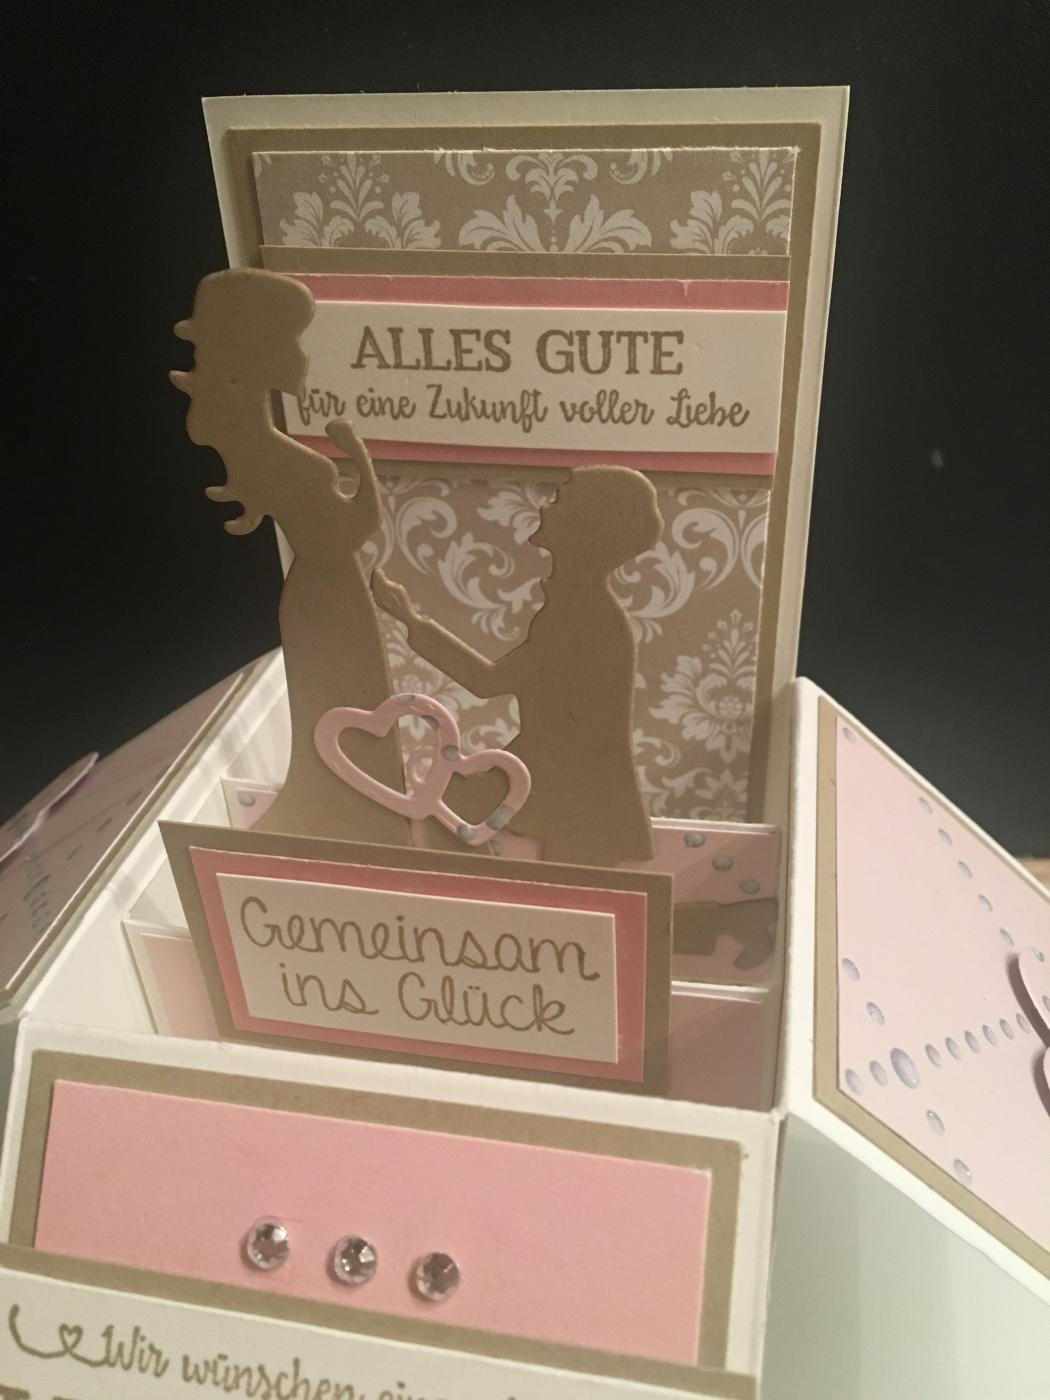 ALLES GUTE
für eine Zukunft voller Liebe
Gemeinsam
ins Glück
Wir wünschen